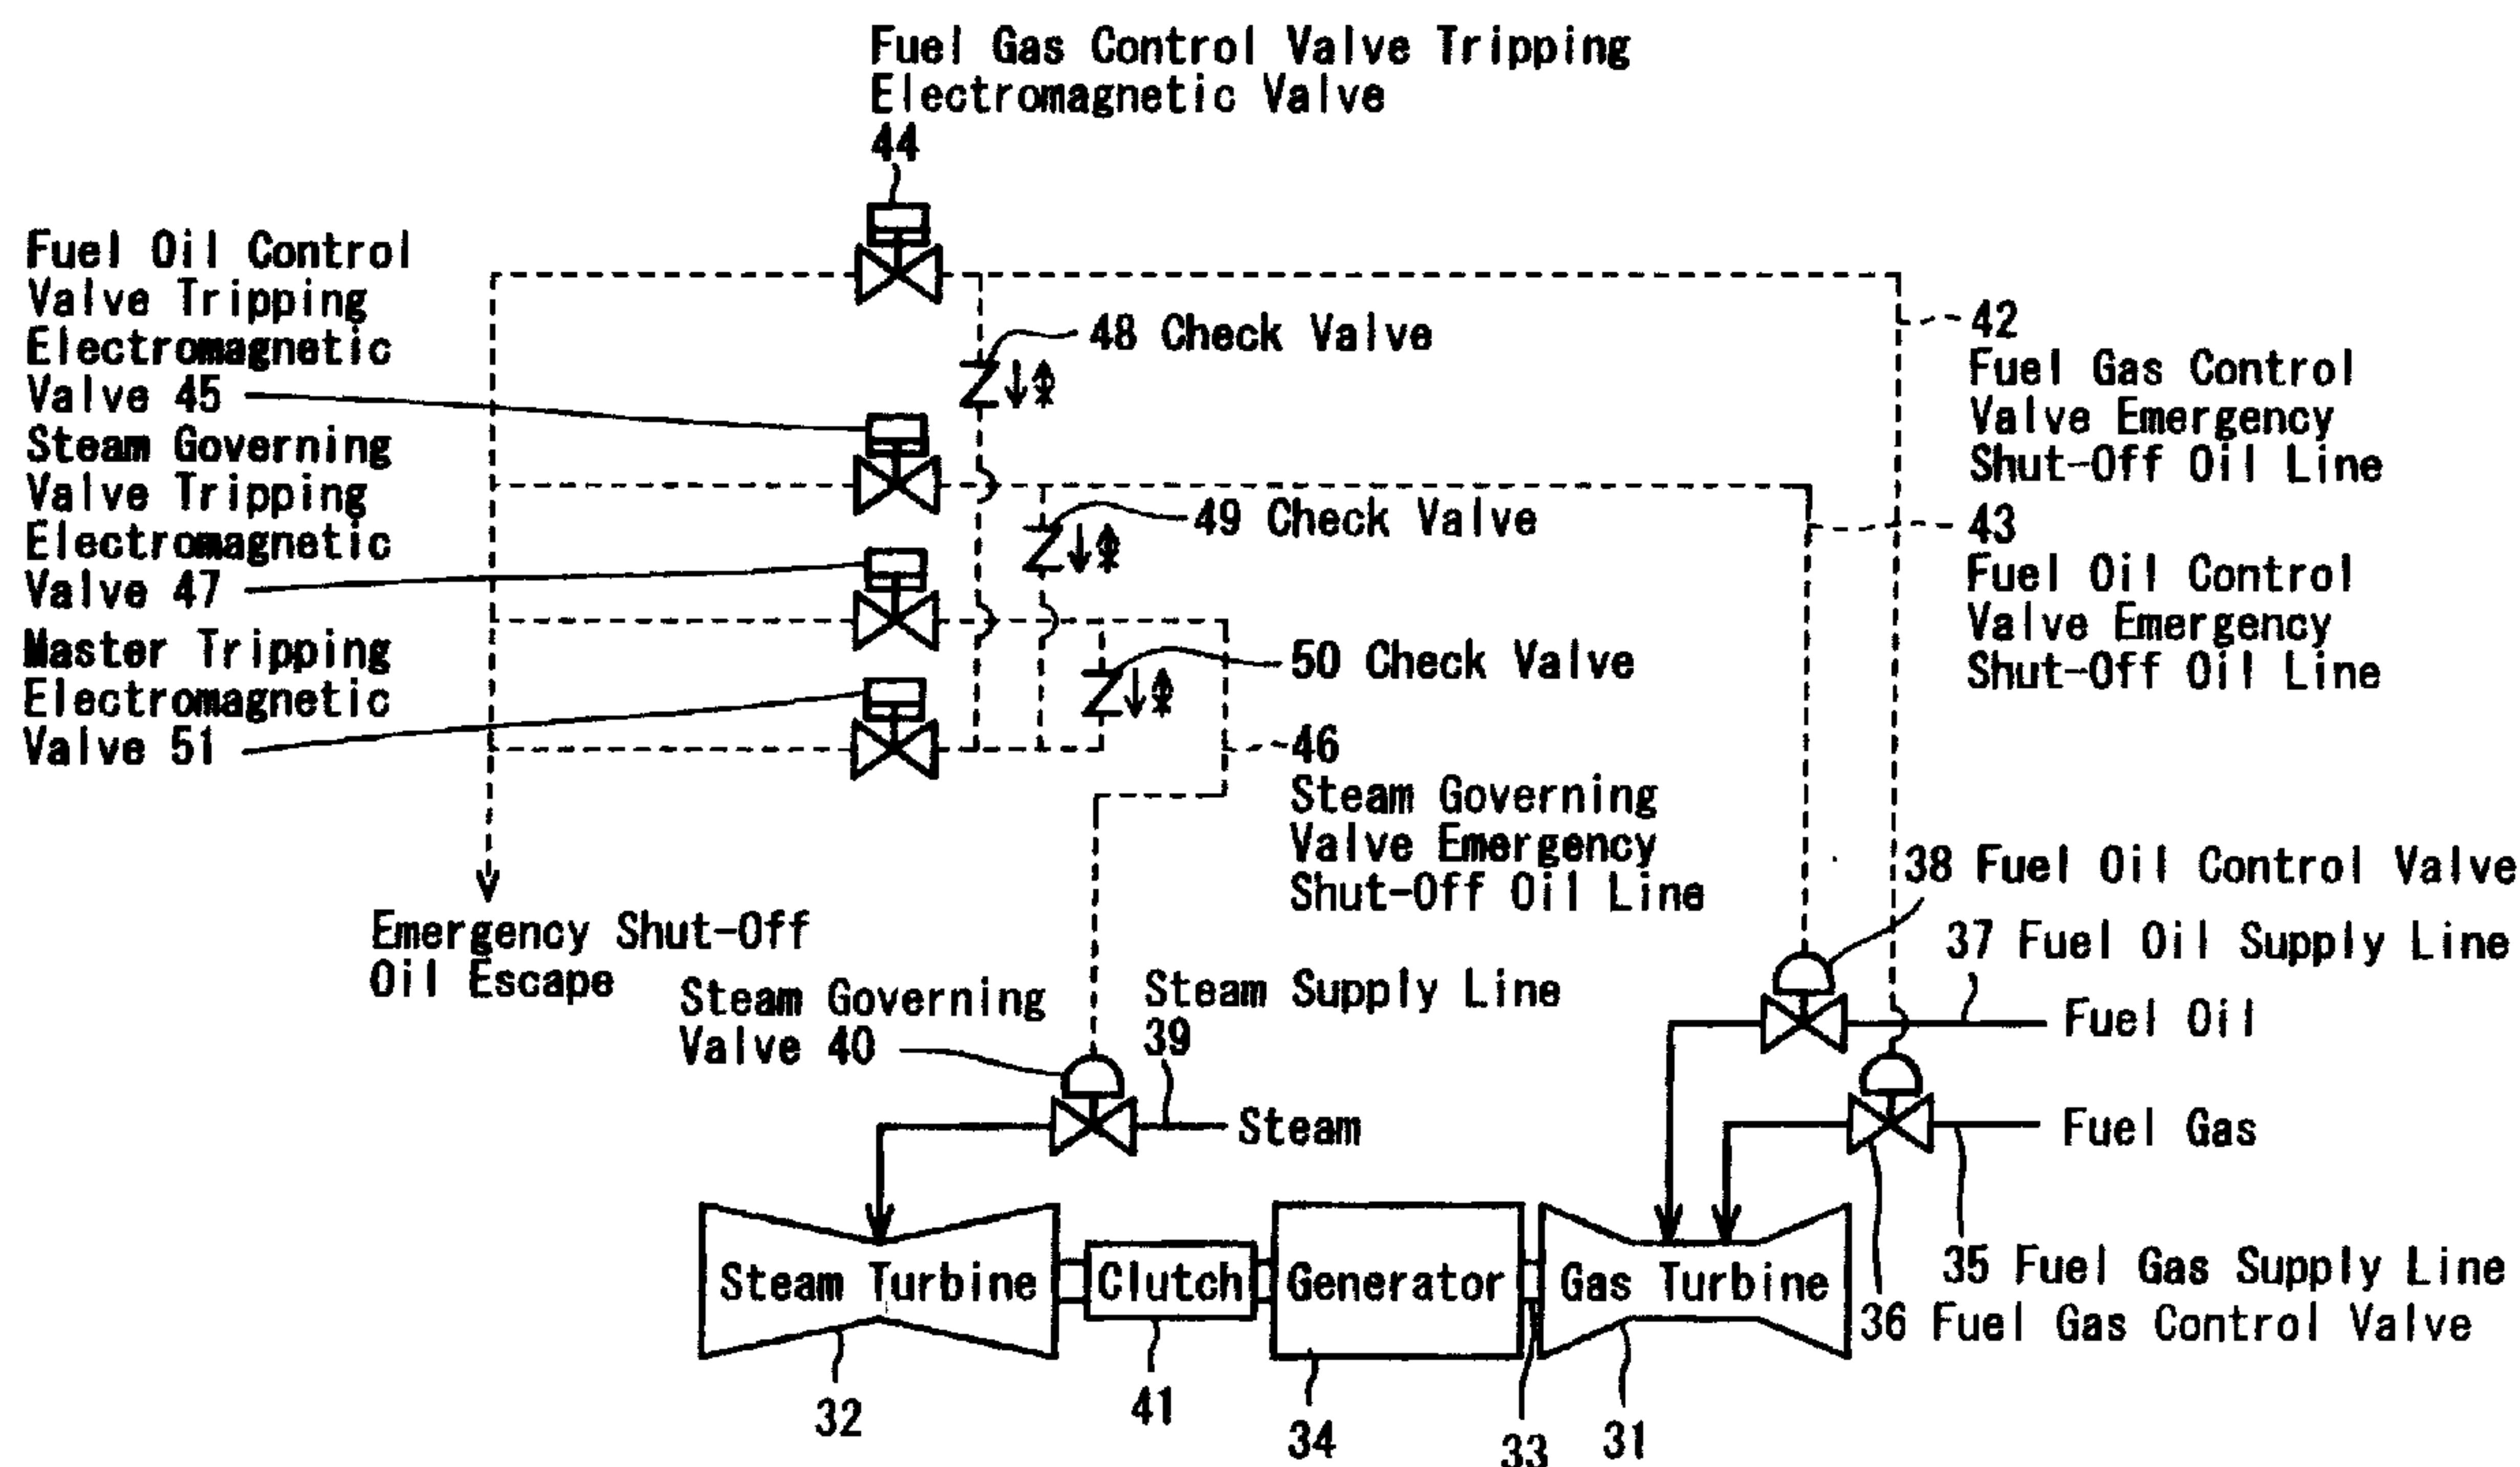 Fuel Gas Control Valve Tripping
Electromagnetic Valve
44
Fuel Oil Control
Valve Tripping
Electromagnetic
Valve 45
Steam Governing
Valve Tripping
Electromagnetic
Valve 47
Master Tripping
Electromagnetic
Valve 51
48 Check Valve
49 Check Valve
50 Check Valve
42
Fuel Gas Control
Valve Emergency
Shut-Off Oil Line
43
Fuel Oil Control
Valve Emergency
Shut-Off Oil Line
46
Steam Governing
Valve Emergency
Shut-Off Oil Line
Emergency Shut-Off
Oil Escape
38 Fuel Oil Control Valve
37 Fuel Oil Supply Line
Fuel Oil
Steam Governing
Valve 40
Steam Supply Line
39
Steam
Fuel Gas
Steam Turbine
Clutch
Generator
Gas Turbine
35 Fuel Gas Supply Line
36 Fuel Gas Control Valve
32
41
34
33
31